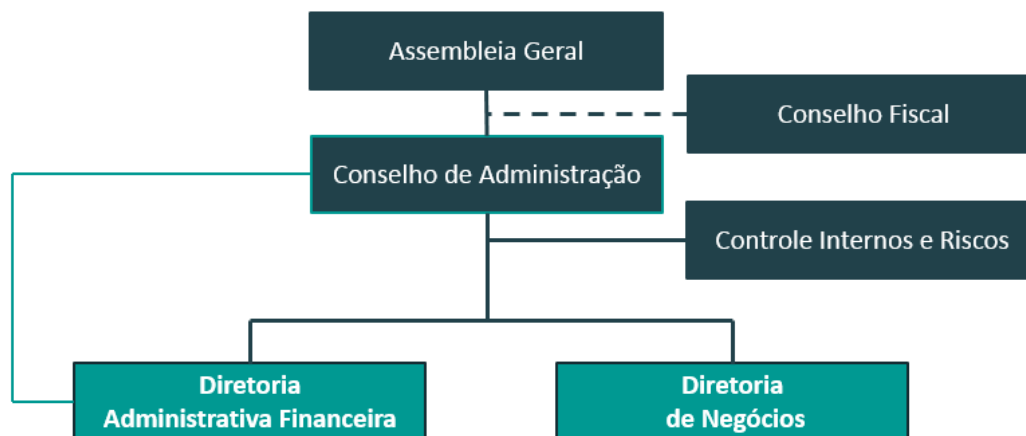 Assembleia Geral
Conselho Fiscal
Conselho de Administração
Controle Internos e Riscos
Diretoria
Administrativa Financeira
Diretoria
de Negócios